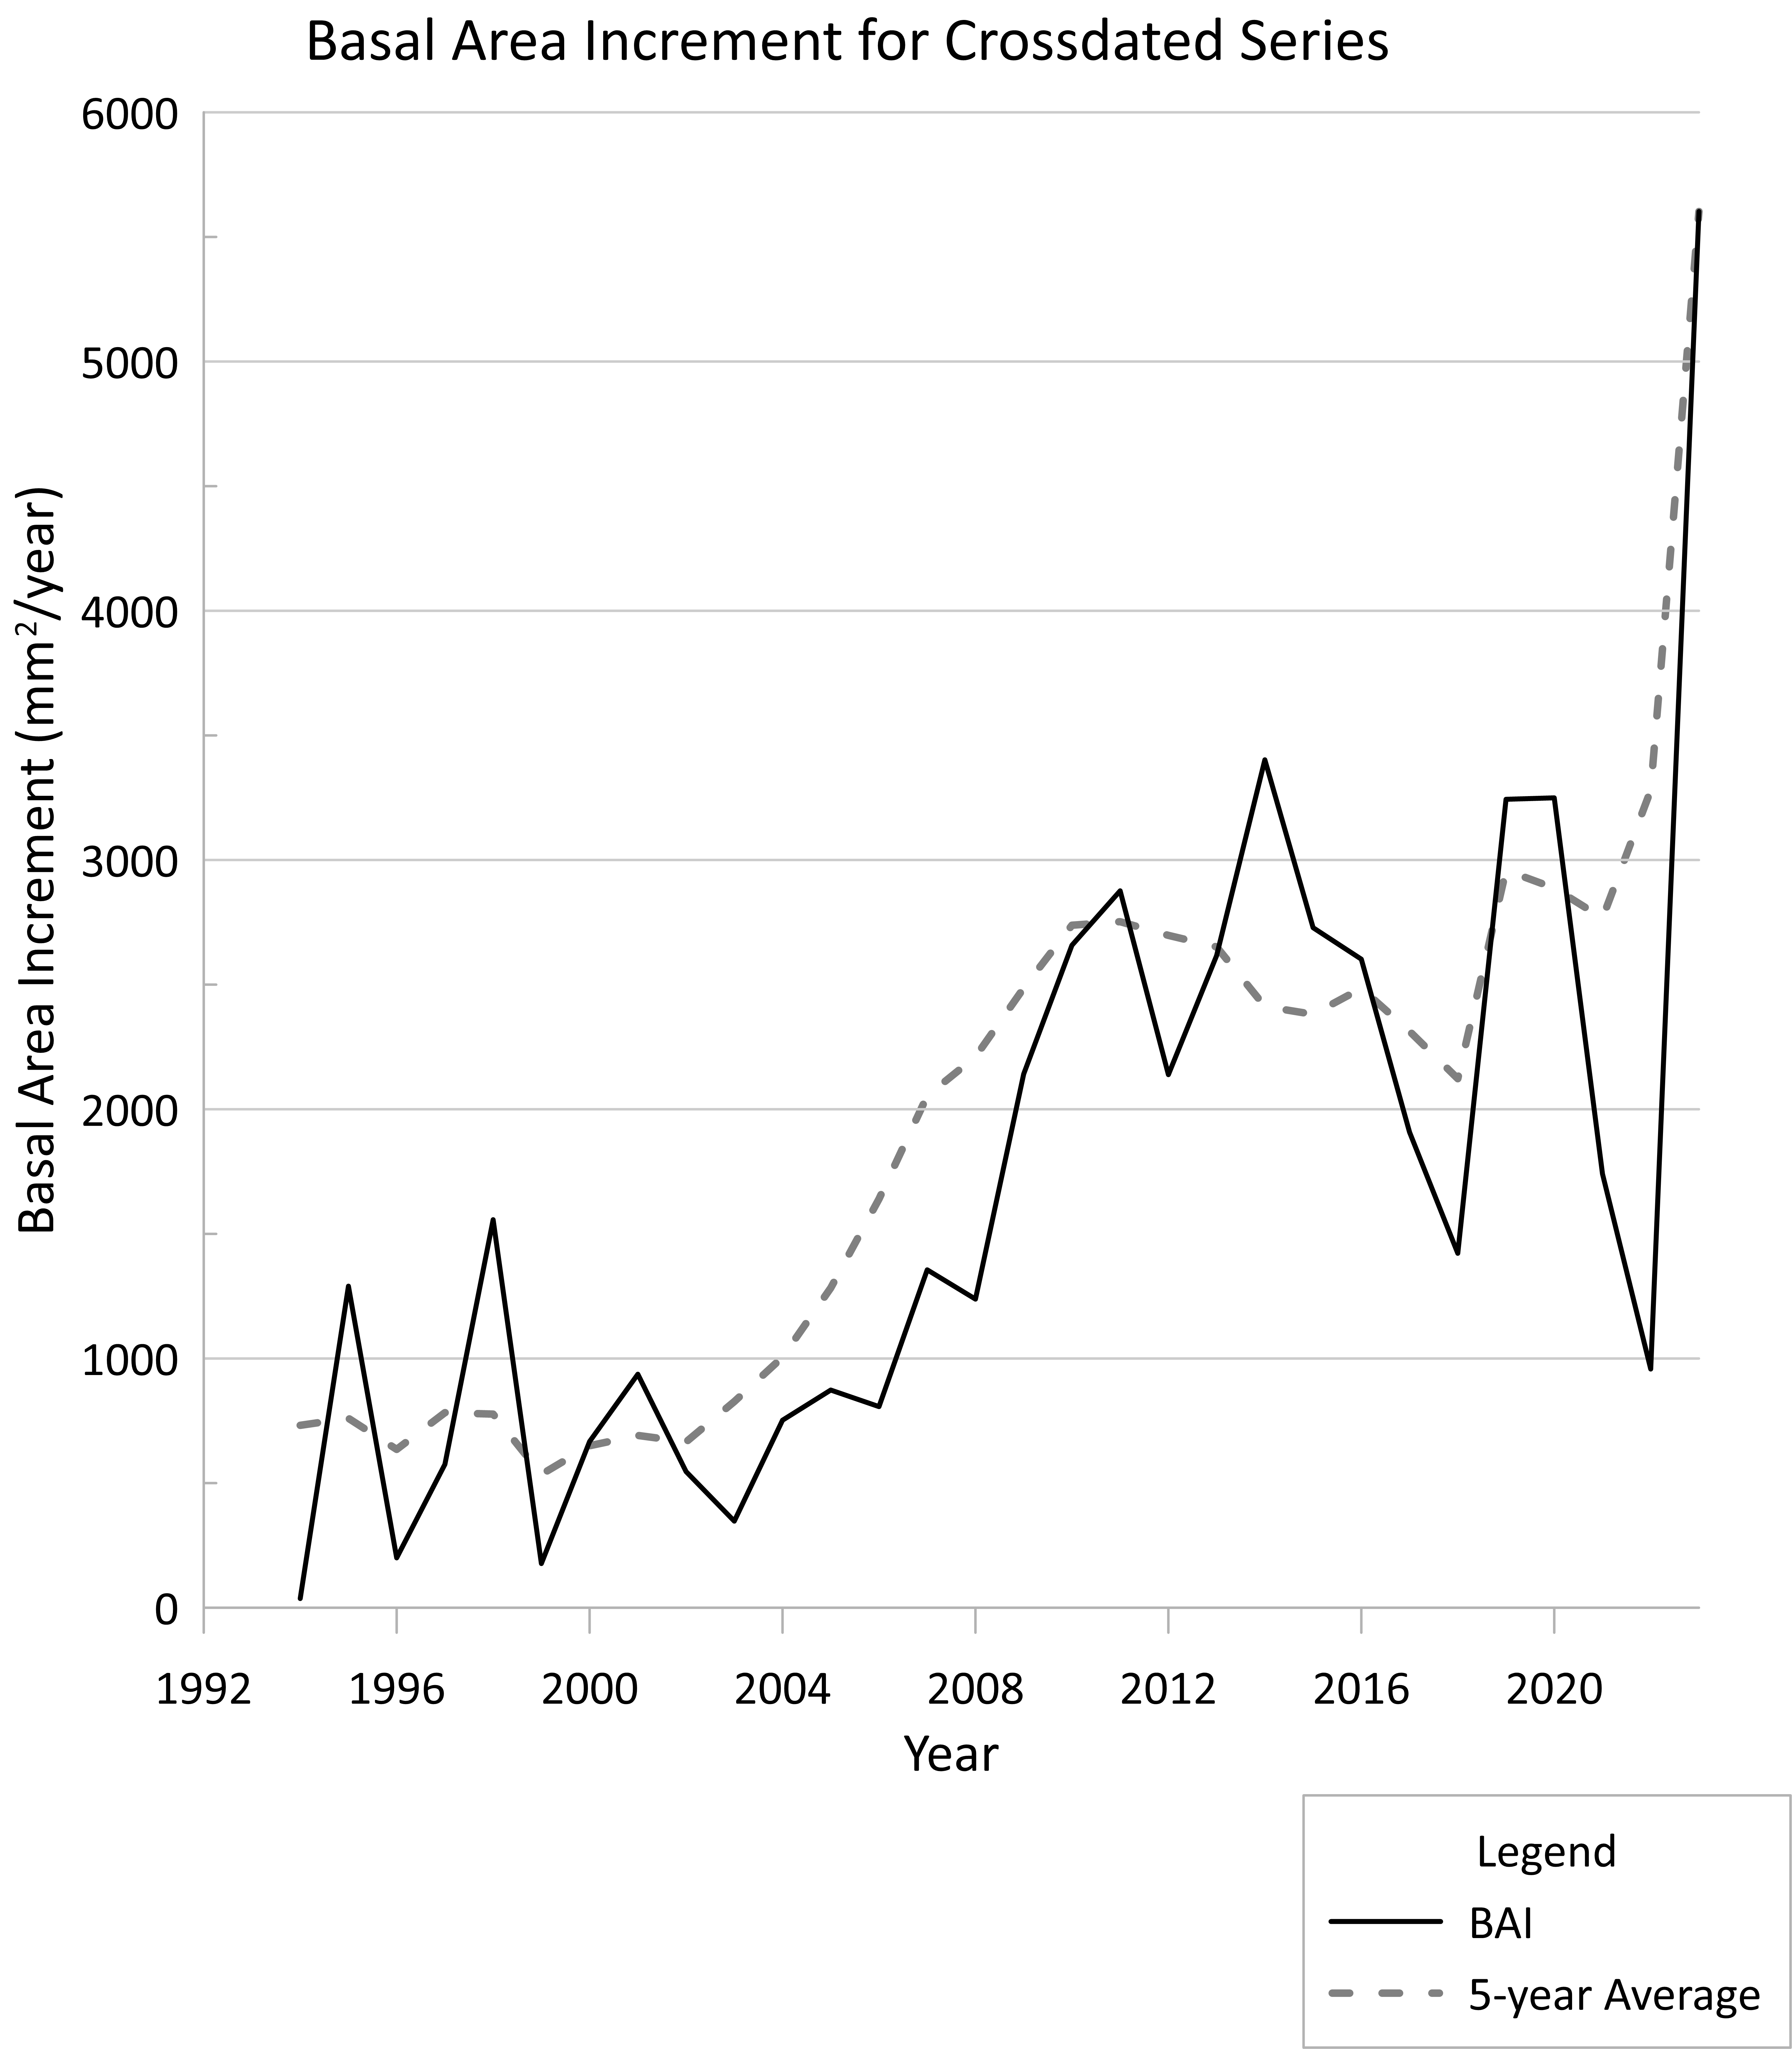 Basal Area Increment for Crossdated Series
6000
5000
4000
3000
2000
1000
0
Basal Area Increment (mm²/year)
1992 1996 2000 2004 2008 2012 2016 2020
Year
Legend
BAI
5-year Average